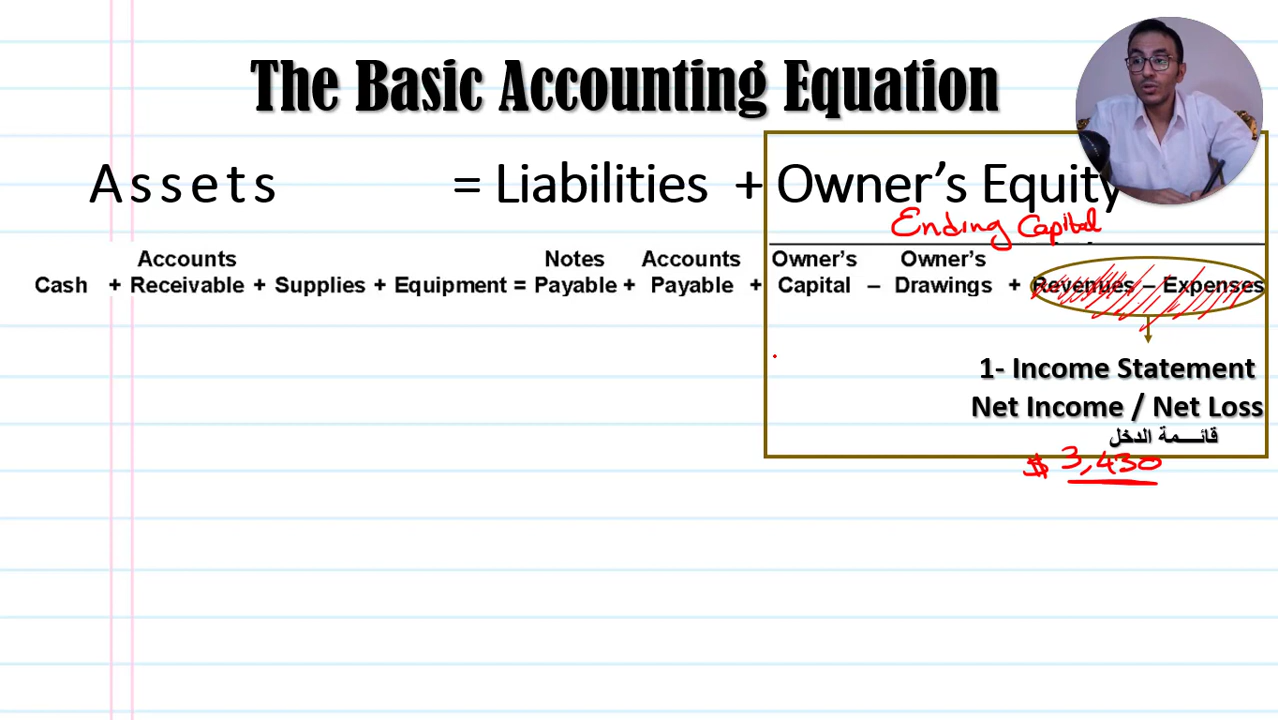 The Basic Accounting Equation
Assets = Liabilities + Owner’s Equity
Ending Capital
Accounts Notes Accounts Owner’s Owner’s
Cash + Receivable + Supplies + Equipment = Payable + Payable + Capital – Drawings + Revenues – Expenses
1- Income Statement
Net Income / Net Loss
قائـــــمة الدخل
$ 3,430